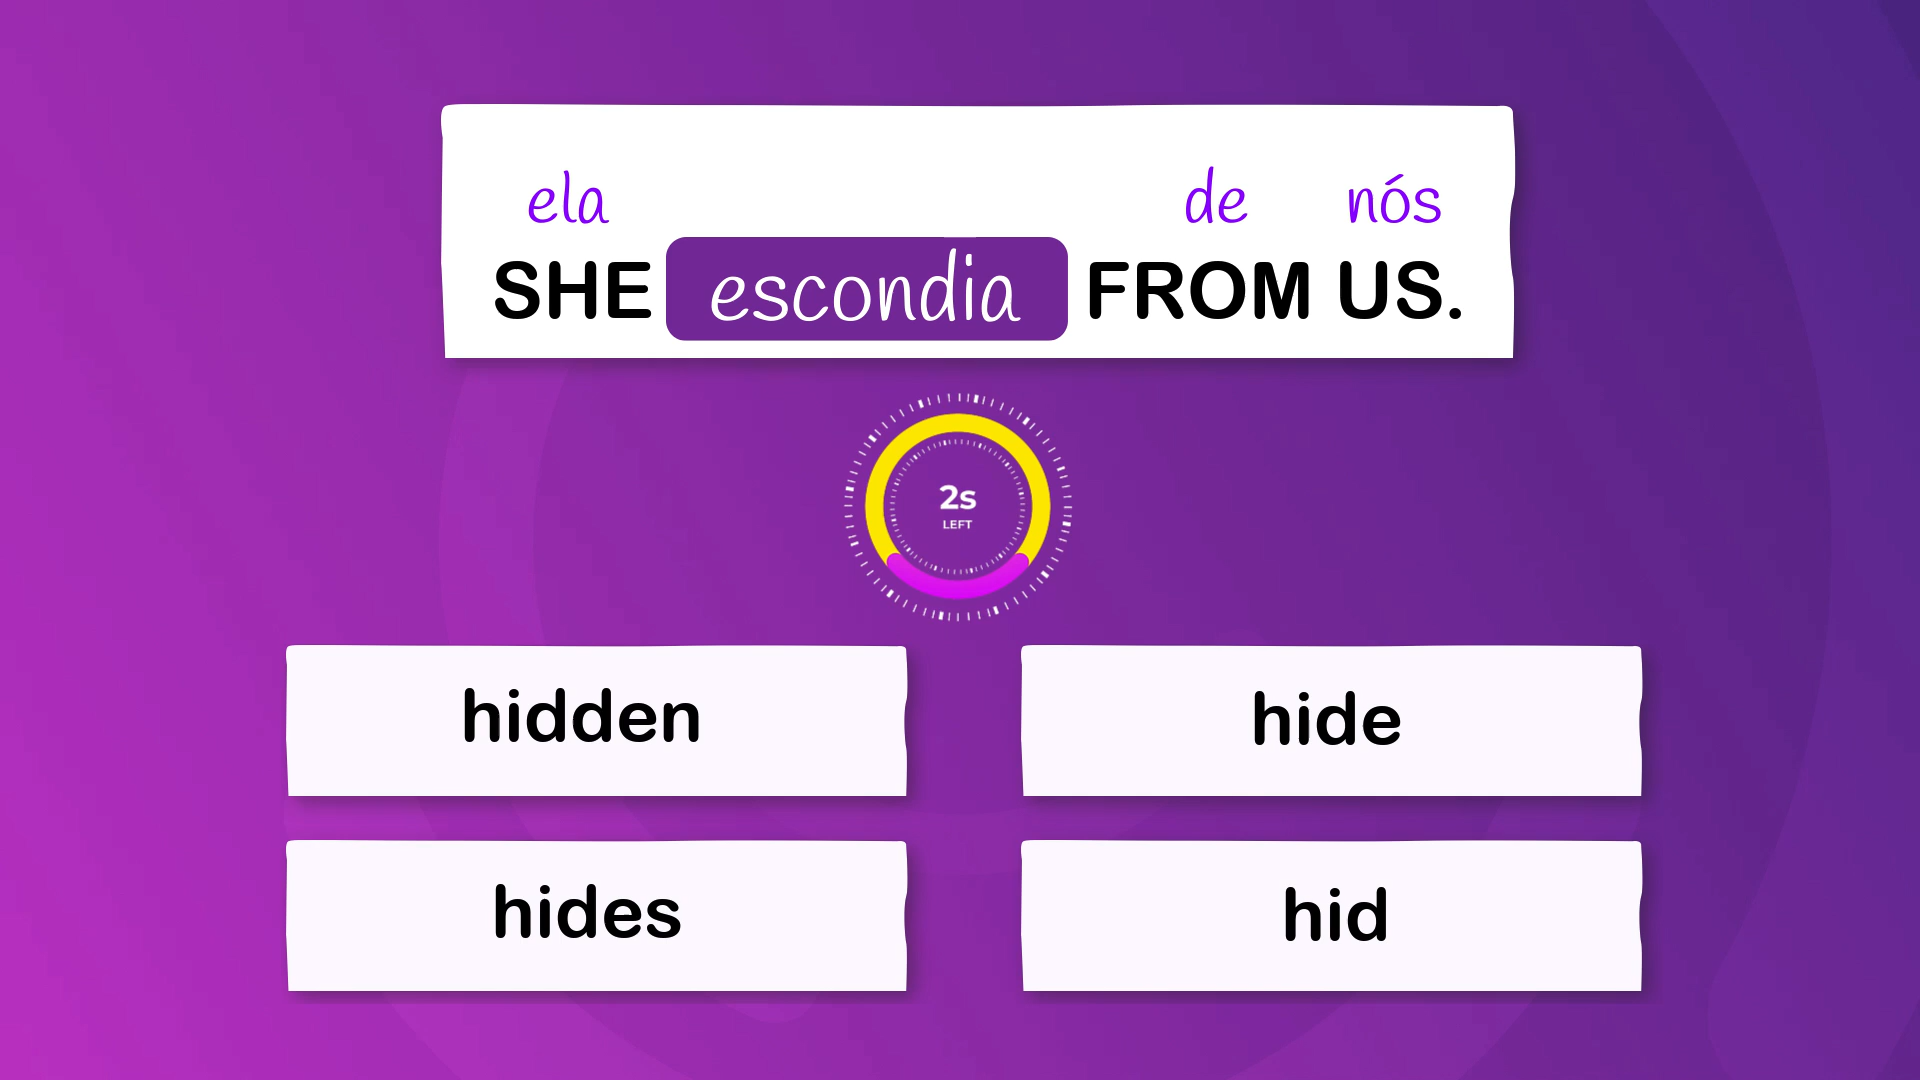 ela de nós
SHE escondia FROM US.
2s
LEFT
hidden
hide
hides
hid